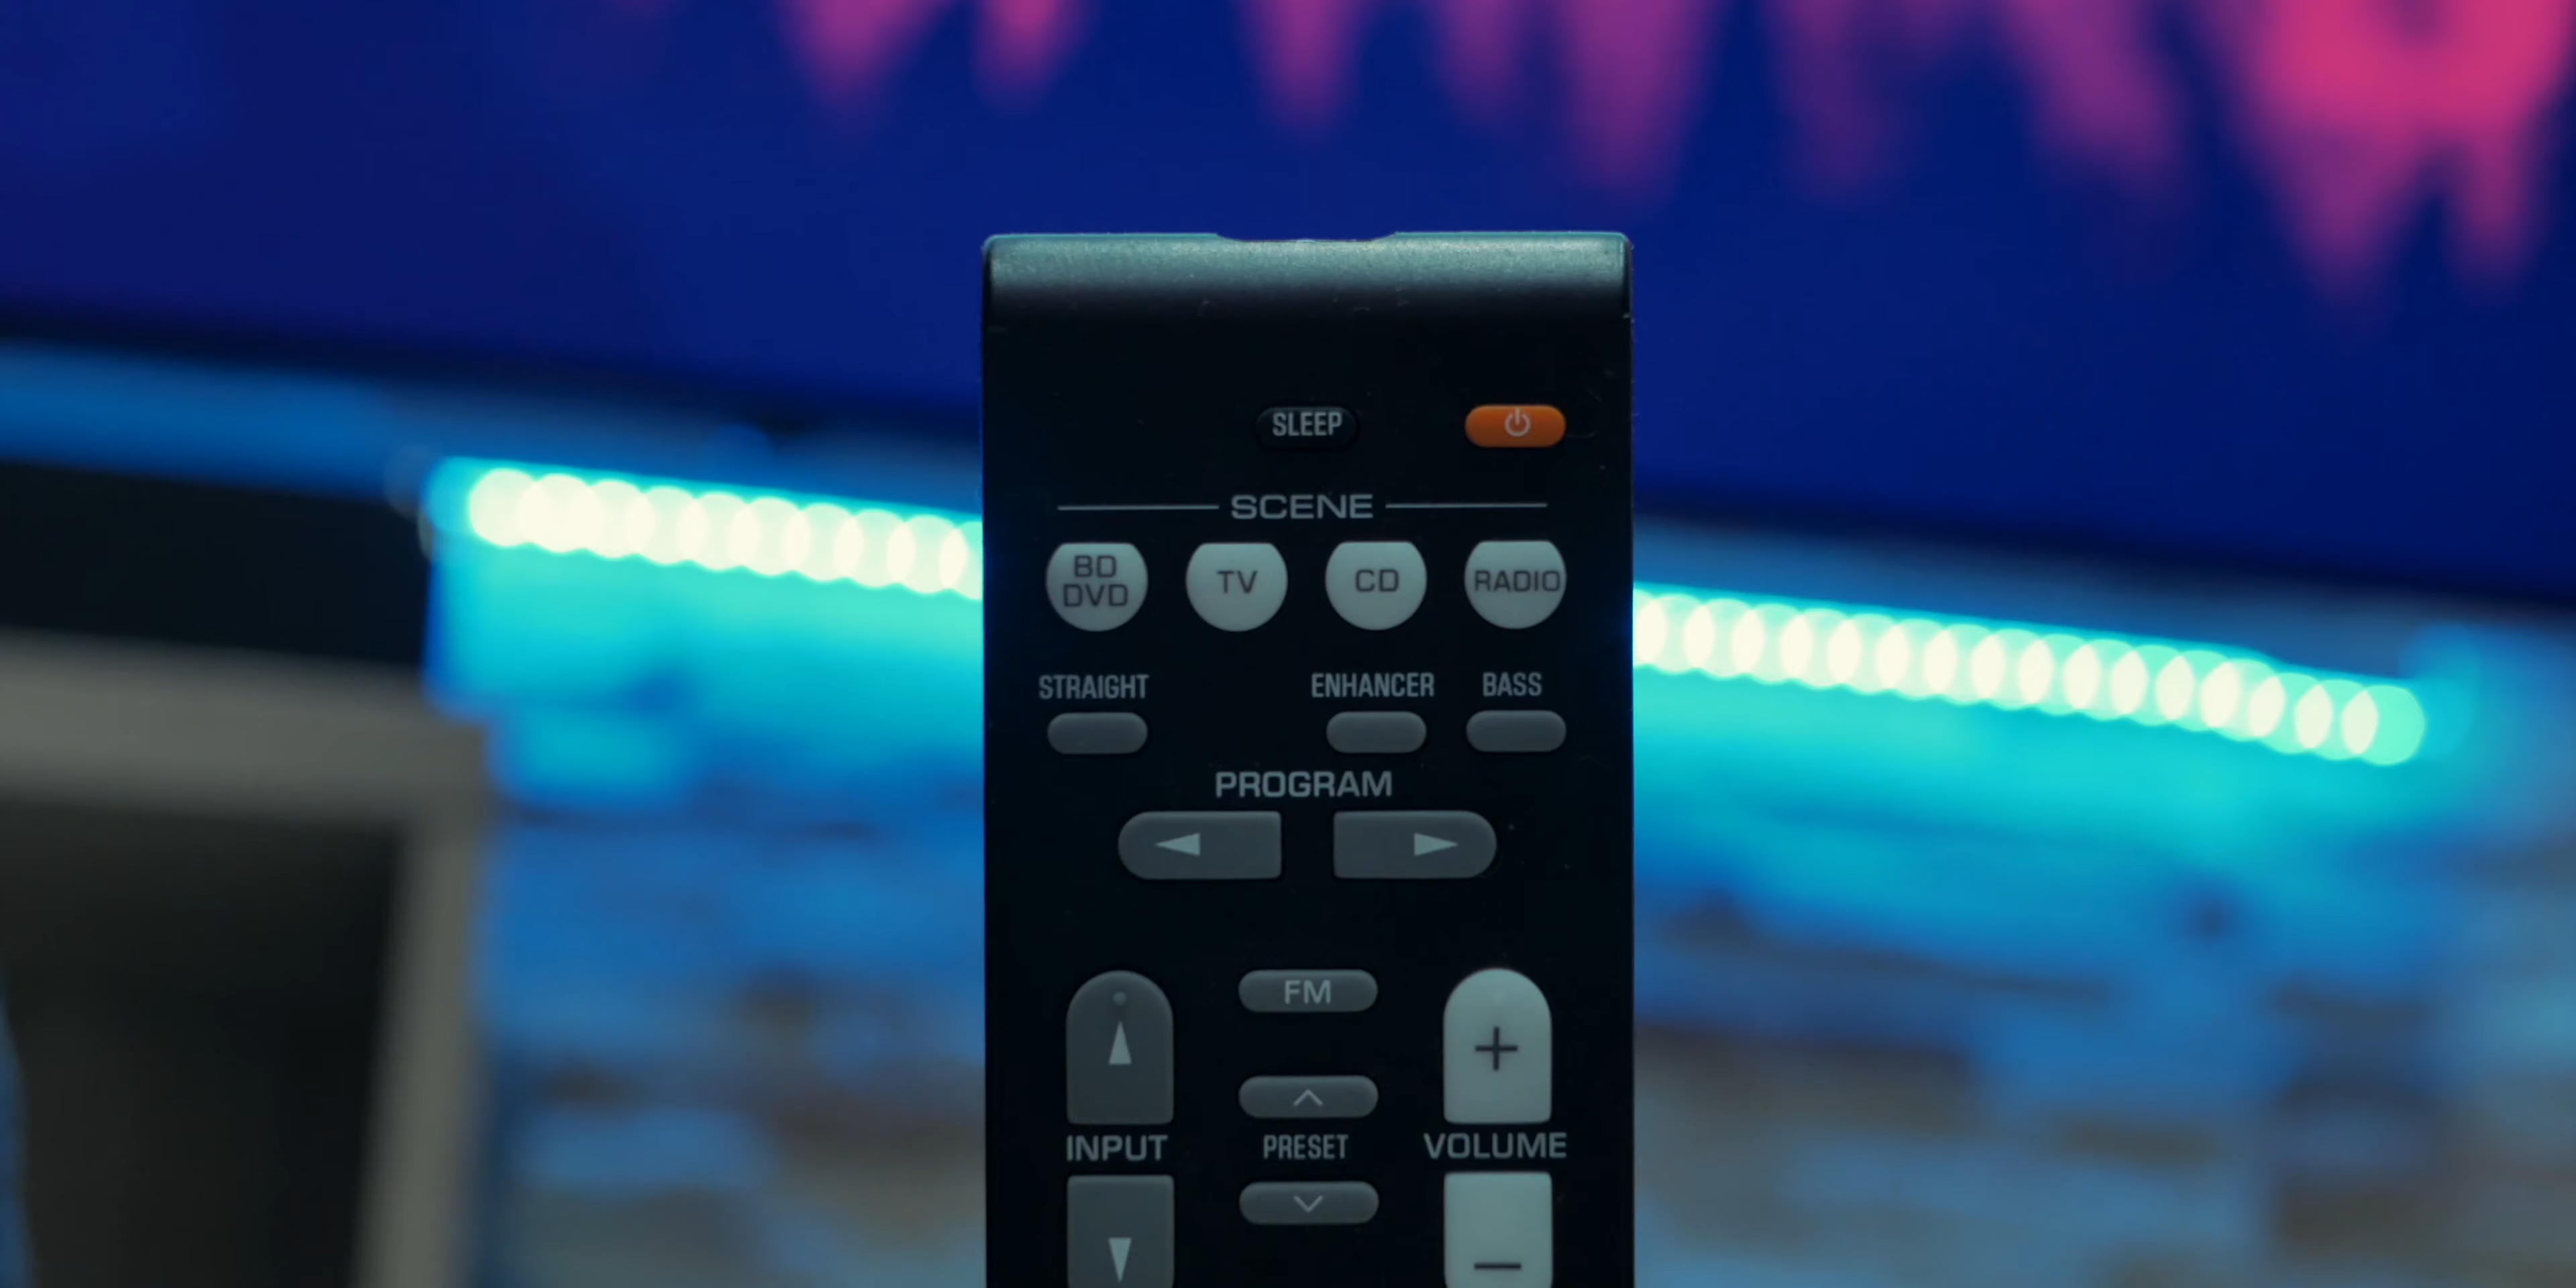 SLEEP
SCENE
BD
DVD
TV
CD
RADIO
STRAIGHT
ENHANCER
BASS
PROGRAM
FM
+
INPUT
PRESET
VOLUME
–